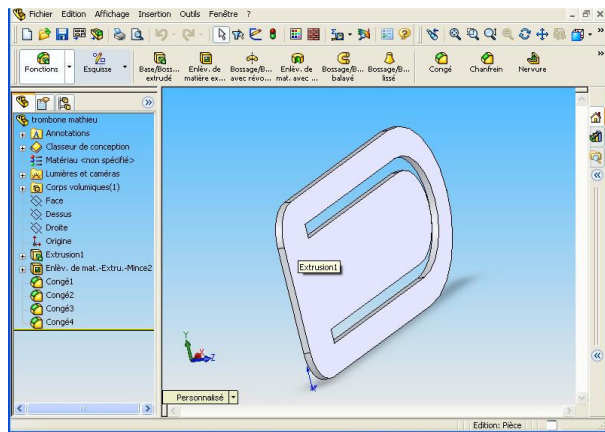 Fichier Edition Affichage Insertion Outils Fenêtre ?
Fonctions
Esquisse
Base/Boss... extrudé
Enlèv. de matière ex...
Bossage/B... avec révo...
Enlèv. de mat. avec ...
Bossage/B... balayé
Bossage/B... lissé
Congé
Chanfrein
Nervure
trombone mathieu
Annotations
Classeur de conception
Matériau <non spécifié>
Lumières et caméras
Corps volumiques(1)
Face
Dessus
Droite
Origine
Extrusion1
Enlèv. de mat.-Extru.-Mince2
Congé1
Congé2
Congé3
Congé4
Extrusion1
Y
X
Z
Personnalisé
Edition: Pièce